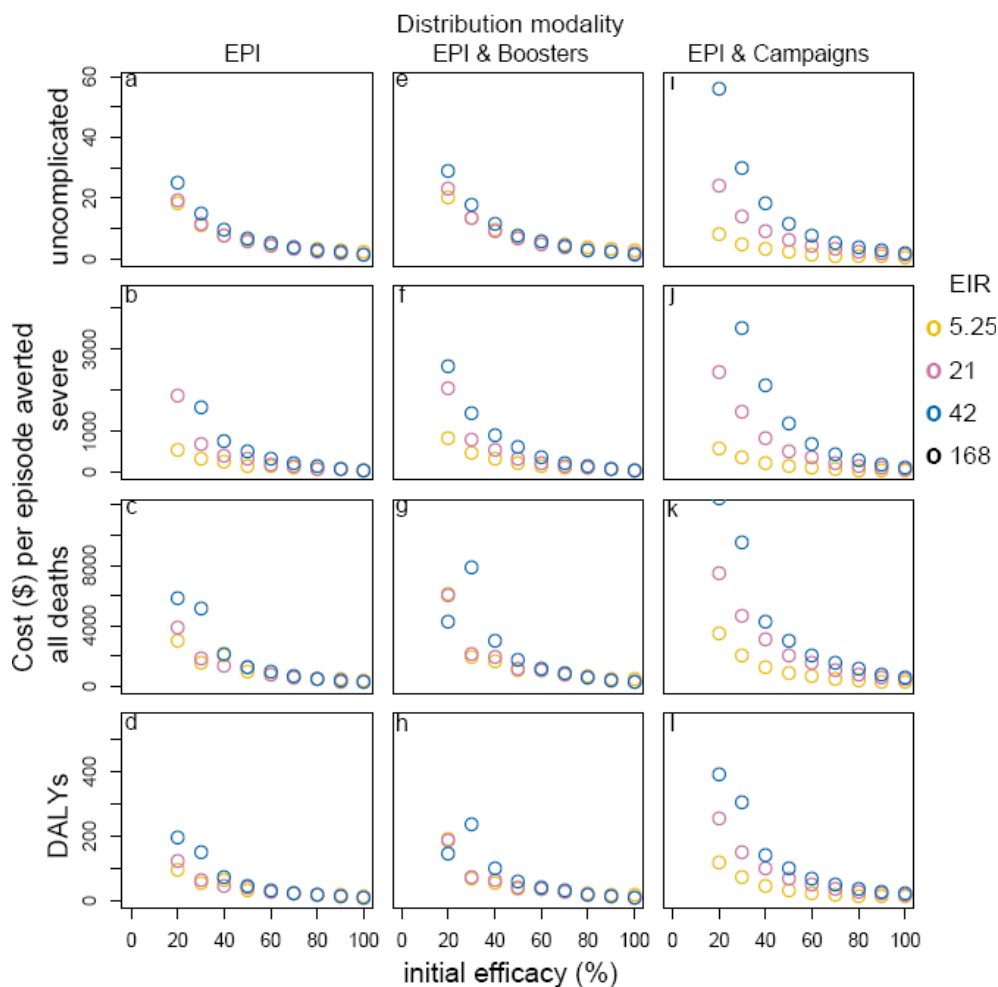 Distribution modality
EPI
EPI & Boosters
EPI & Campaigns
Cost ($) per episode averted
uncomplicated
60
40
20
0
a
e
i
severe
3000
1000
0
b
f
j
all deaths
8000
4000
0
c
g
k
DALYs
400
200
0
d
h
l
0 20 40 60 80 100
0 20 40 60 80 100
0 20 40 60 80 100
initial efficacy (%)
EIR
5.25
21
42
168